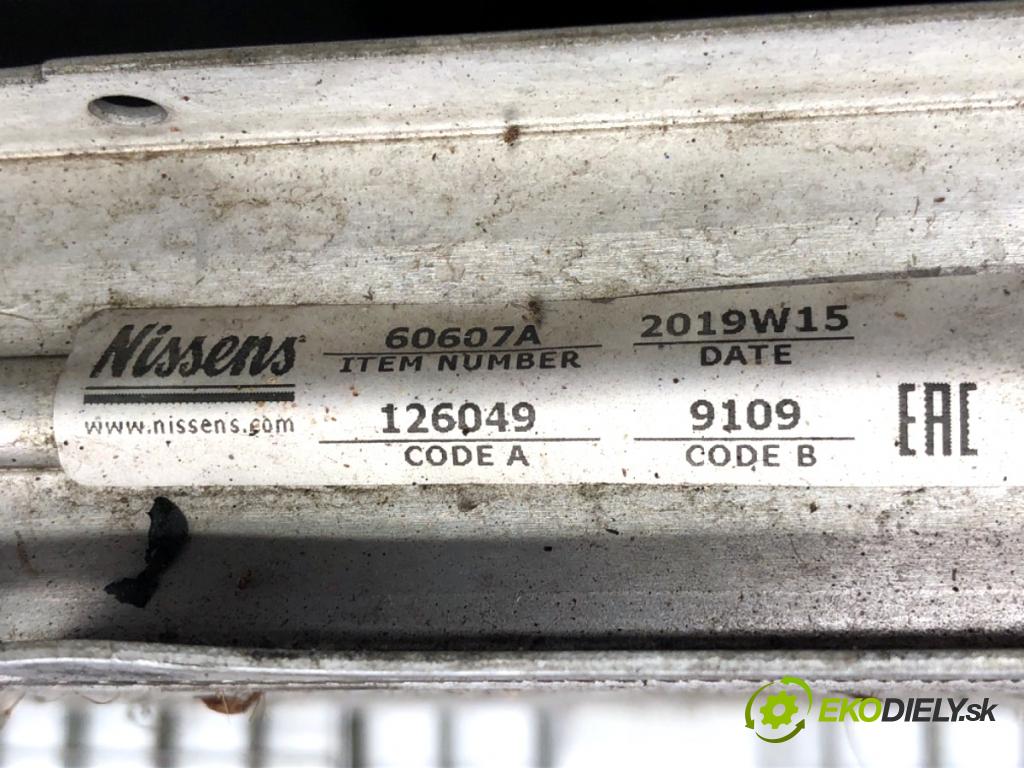 Nissens
www.nissens.com
60607A
ITEM NUMBER
2019W15
DATE
126049
CODE A
9109
CODE B
EAC
EKODIELY.sk